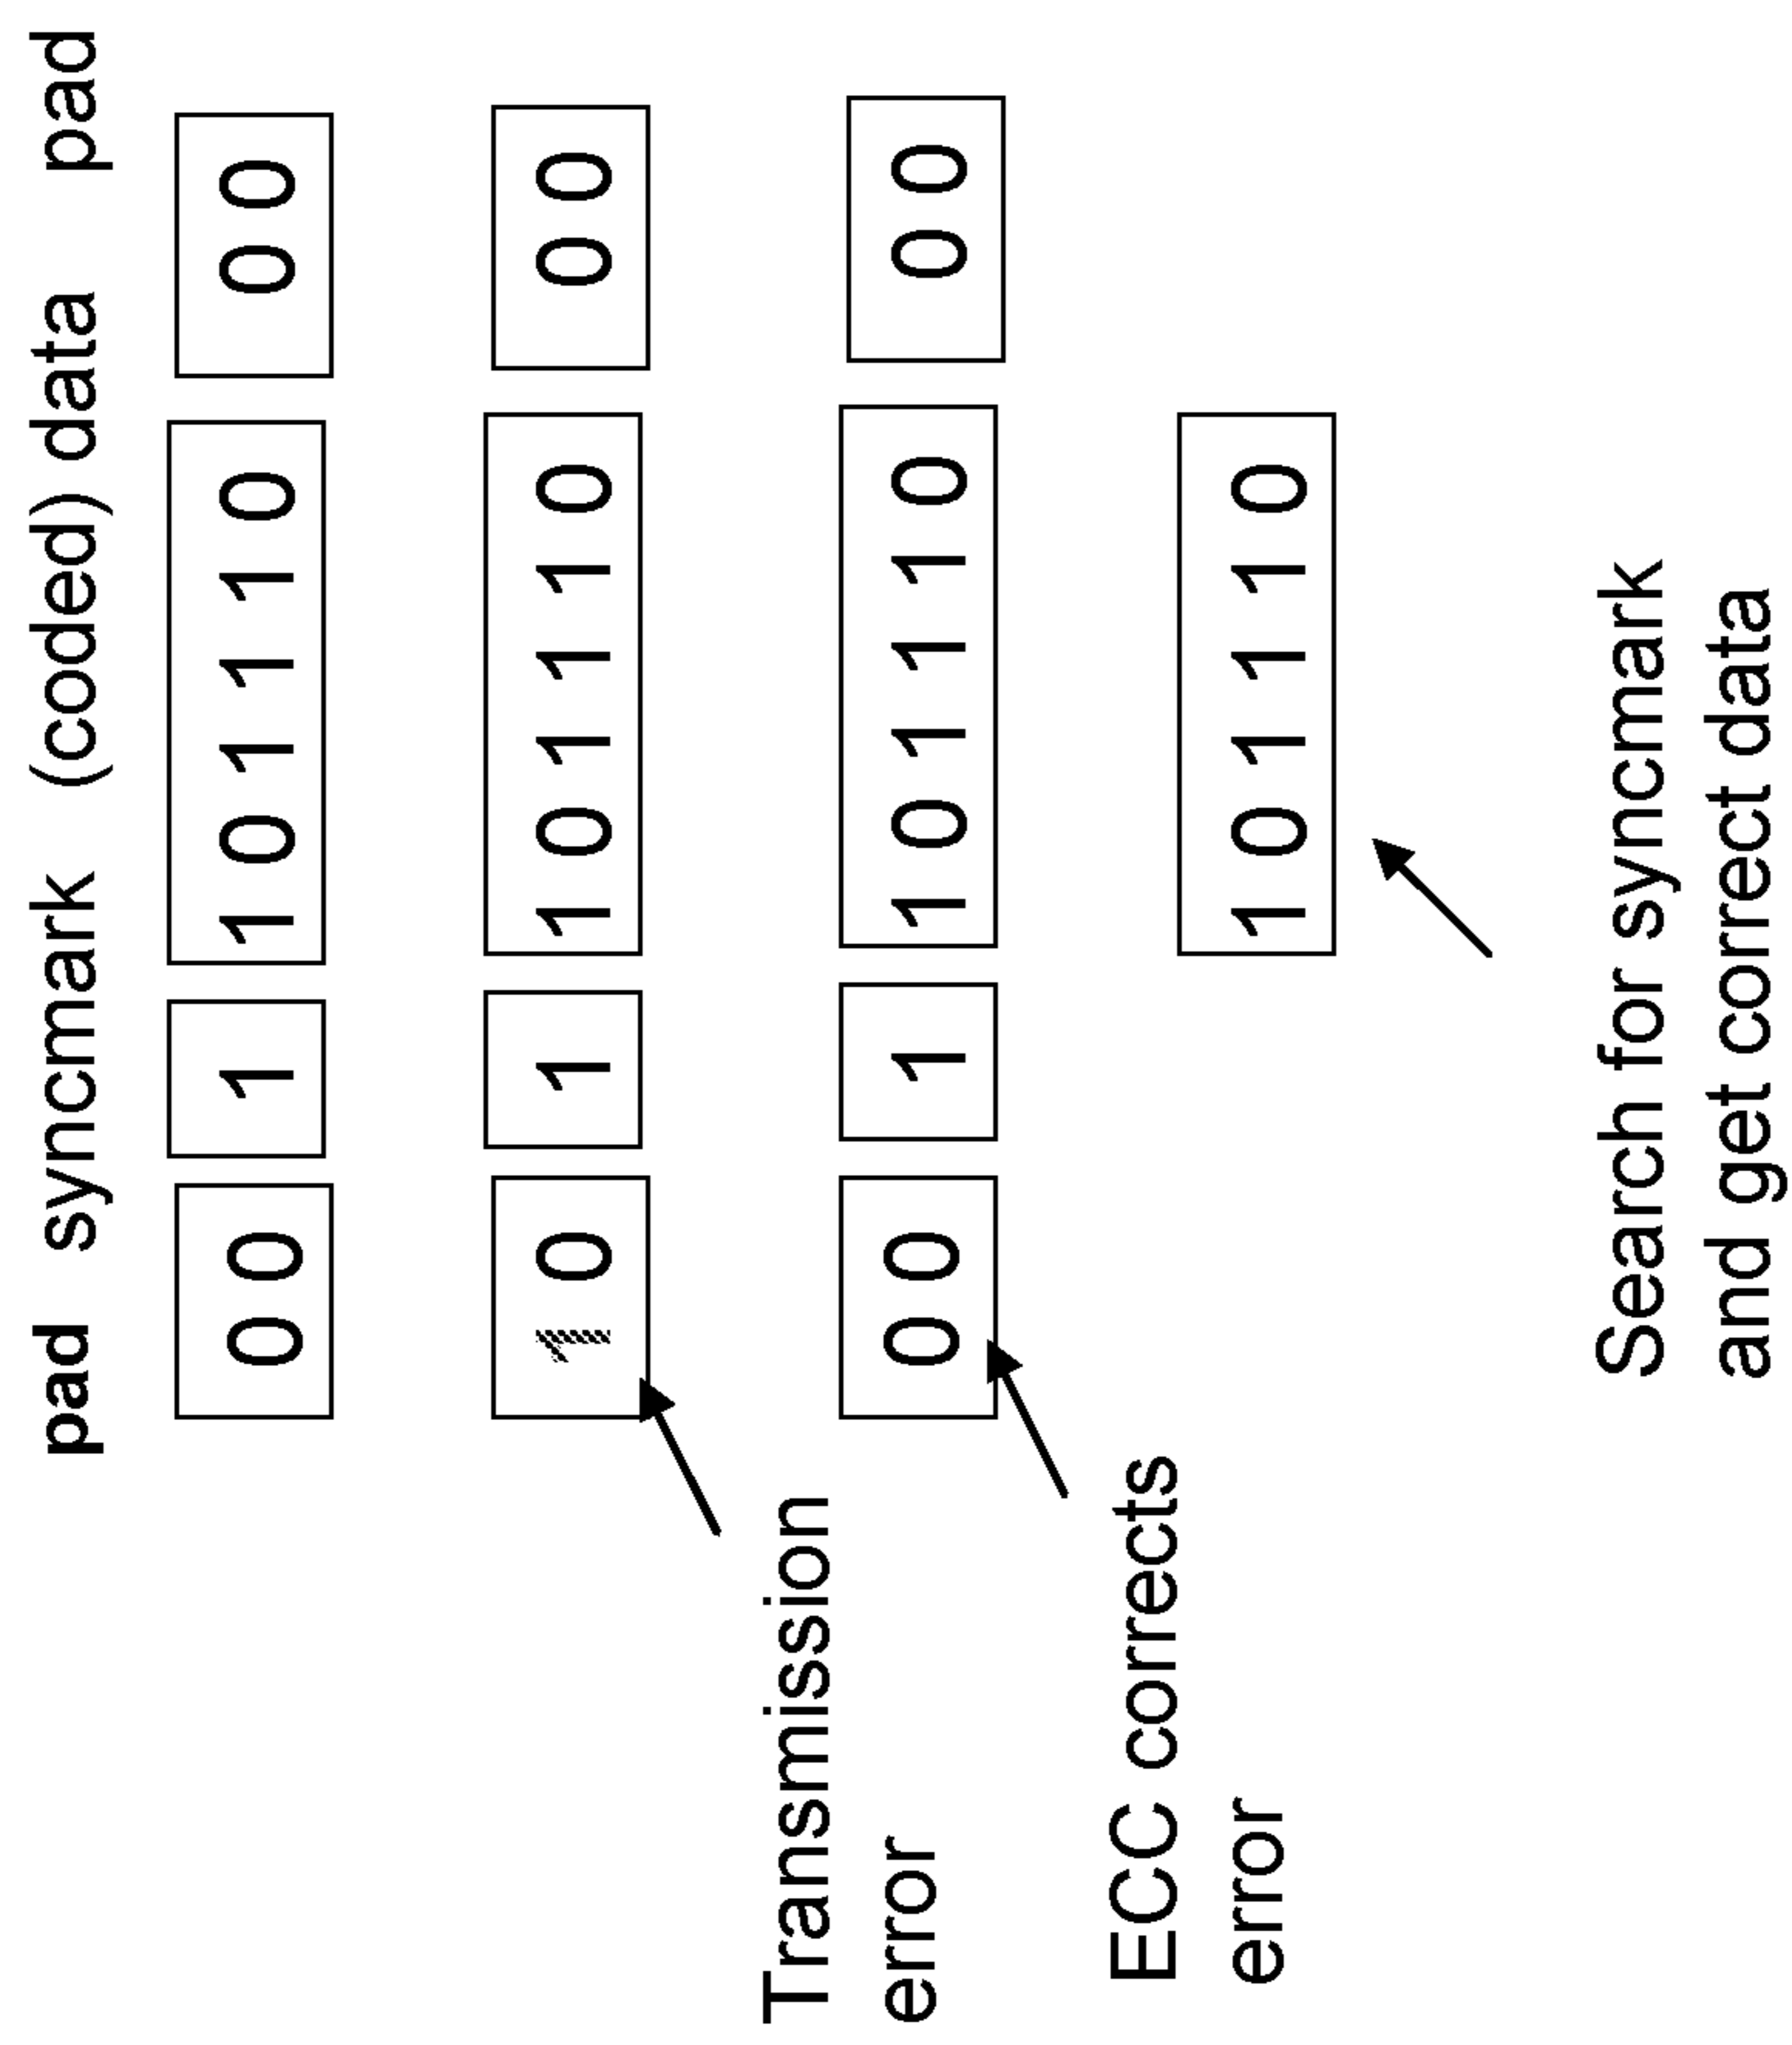 pad syncmark (coded) data pad
0 0 1 1 0 1 1 1 0 0 0
1 0 1 1 0 1 1 1 0 0 0
Transmission
error
0 0 1 1 0 1 1 1 0 0 0
ECC corrects
error
1 0 1 1 1 0
Search for syncmark
and get correct data